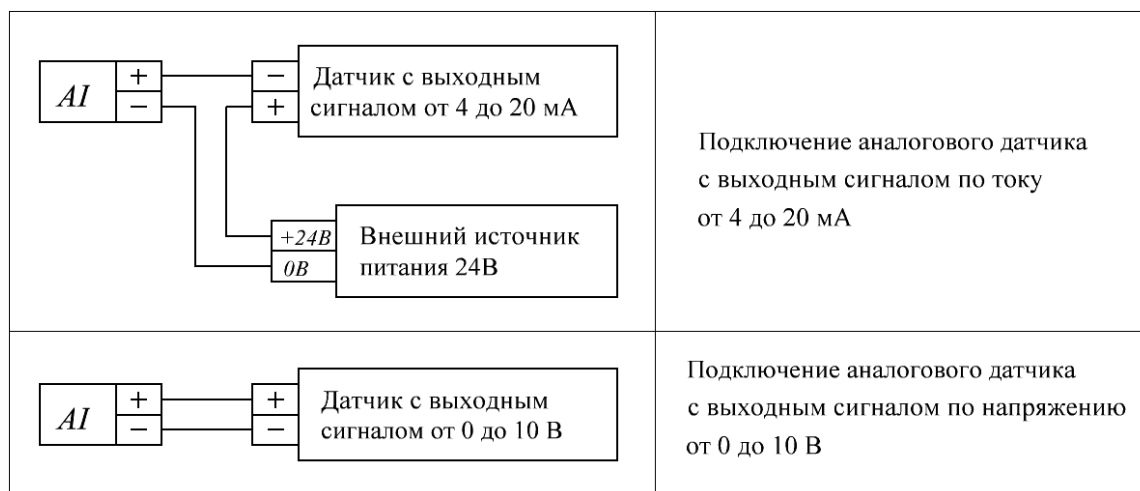 AI
+
−
−
+
Датчик с выходным
сигналом от 4 до 20 мА
+24В
0В
Внешний источник
питания 24В
Подключение аналогового датчика
с выходным сигналом по току
от 4 до 20 мА
AI
+
−
+
−
Датчик с выходным
сигналом от 0 до 10 В
Подключение аналогового датчика
с выходным сигналом по напряжению
от 0 до 10 В